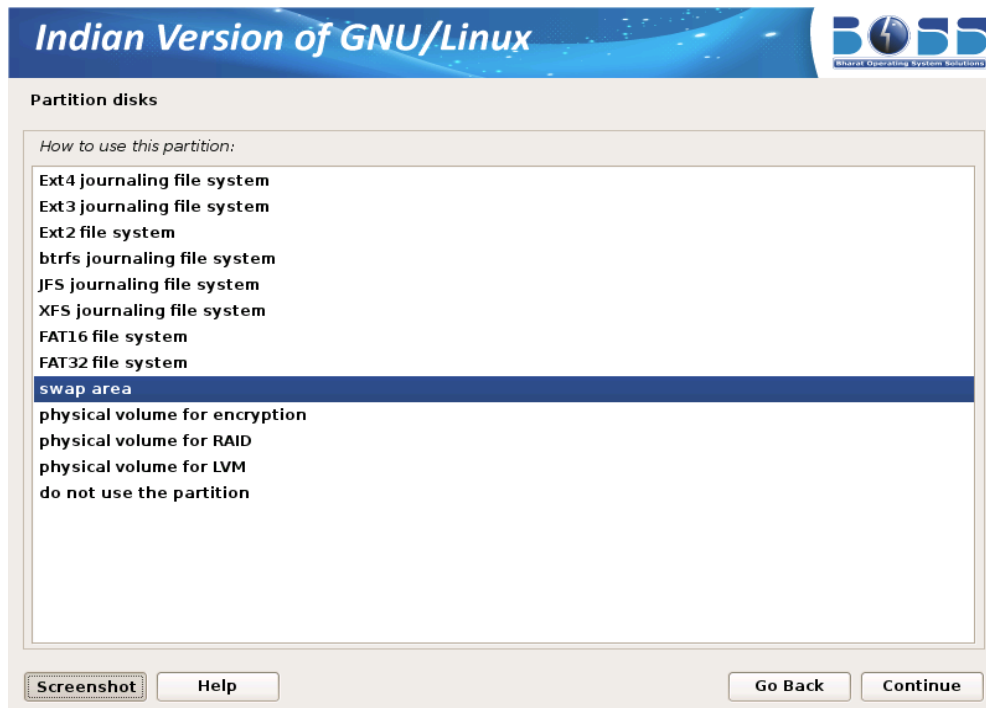 Indian Version of GNU/Linux
BOSS
Bharat Operating System Solutions
Partition disks
How to use this partition:
Ext4 journaling file system
Ext3 journaling file system
Ext2 file system
btrfs journaling file system
JFS journaling file system
XFS journaling file system
FAT16 file system
FAT32 file system
swap area
physical volume for encryption
physical volume for RAID
physical volume for LVM
do not use the partition
Screenshot Help Go Back Continue